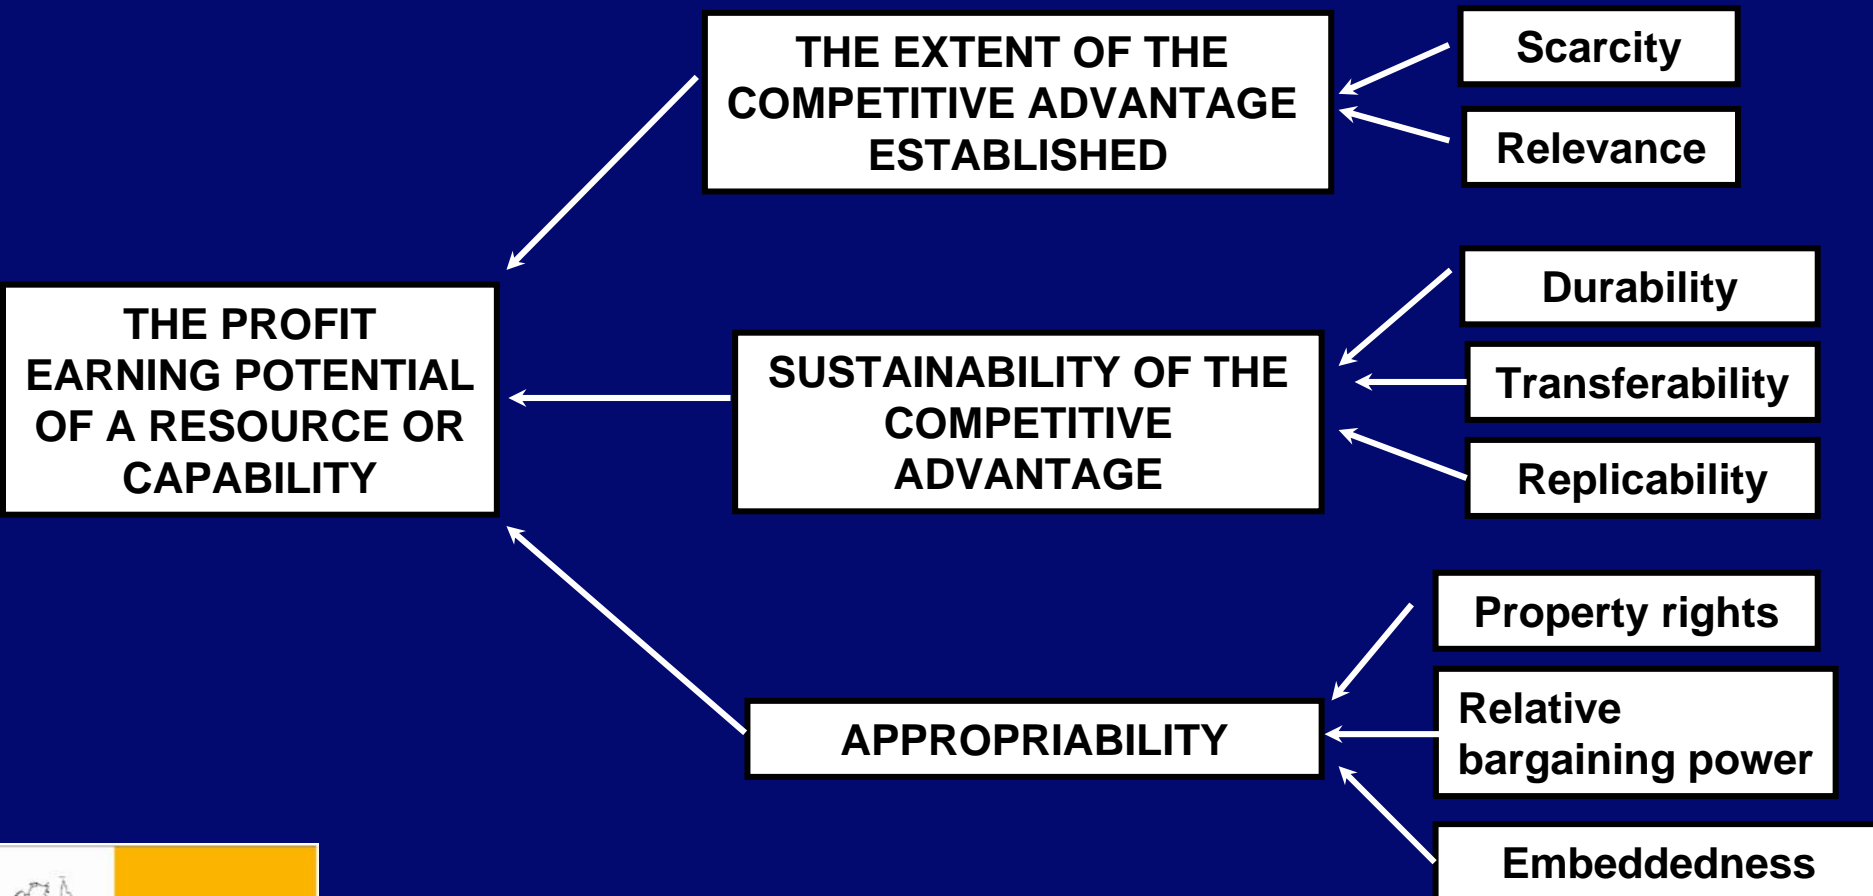 THE PROFIT
EARNING POTENTIAL
OF A RESOURCE OR
CAPABILITY
THE EXTENT OF THE
COMPETITIVE ADVANTAGE
ESTABLISHED
Scarcity
Relevance
SUSTAINABILITY OF THE
COMPETITIVE
ADVANTAGE
Durability
Transferability
Replicability
APPROPRIABILITY
Property rights
Relative
bargaining power
Embeddedness